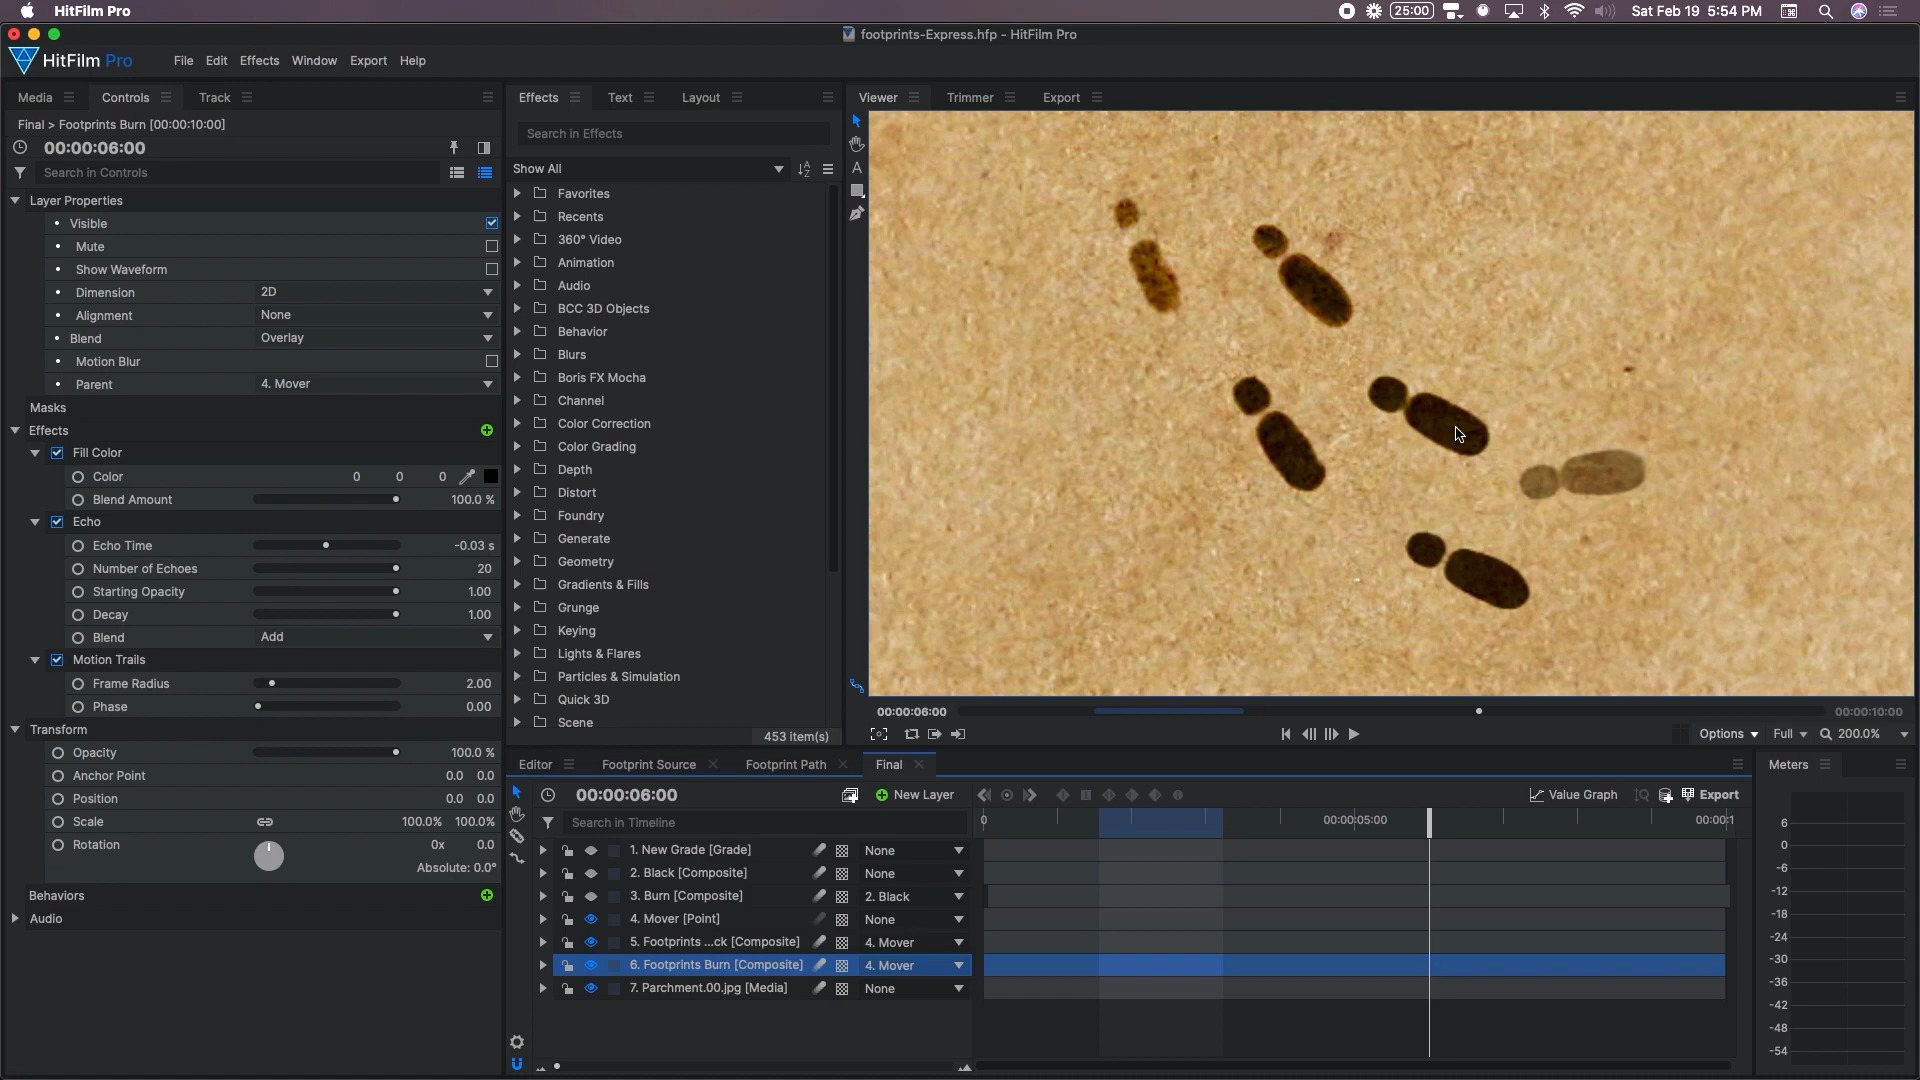 HitFilm Pro
25:00
Sat Feb 19 5:54 PM
footprints-Express.hfp - HitFilm Pro
HitFilm Pro
File Edit Effects Window Export Help
Media Controls Track
Final > Footprints Burn [00:00:10:00]
00:00:06:00
Search in Controls
Layer Properties
Visible
Mute
Show Waveform
Dimension 2D
Alignment None
Blend Overlay
Motion Blur
Parent 4. Mover
Masks
Effects
Fill Color
Color 0 0 0
Blend Amount 100.0 %
Echo
Echo Time -0.03 s
Number of Echoes 20
Starting Opacity 1.00
Decay 1.00
Blend Add
Motion Trails
Frame Radius 2.00
Phase 0.00
Transform
Opacity 100.0 %
Anchor Point 0.0 0.0
Position 0.0 0.0
Scale 100.0% 100.0%
Rotation 0x 0.0
Absolute: 0.0°
Behaviors
Audio
Effects Text Layout
Search in Effects
Show All
Favorites
Recents
360° Video
Animation
Audio
BCC 3D Objects
Behavior
Blurs
Boris FX Mocha
Channel
Color Correction
Color Grading
Depth
Distort
Foundry
Generate
Geometry
Gradients & Fills
Grunge
Keying
Lights & Flares
Particles & Simulation
Quick 3D
Scene
453 item(s)
Viewer Trimmer Export
A
00:00:06:00 00:00:10:00
Options Full 200.0%
Editor Footprint Source Footprint Path Final
00:00:06:00 New Layer Value Graph Export
Search in Timeline
0 00:00:05:00 00:00:1
1. New Grade [Grade] None
2. Black [Composite] None
3. Burn [Composite] 2. Black
4. Mover [Point] None
5. Footprints ...ck [Composite] 4. Mover
6. Footprints Burn [Composite] 4. Mover
7. Parchment.00.jpg [Media] None
Meters
6
0
-6
-12
-18
-24
-30
-36
-42
-48
-54